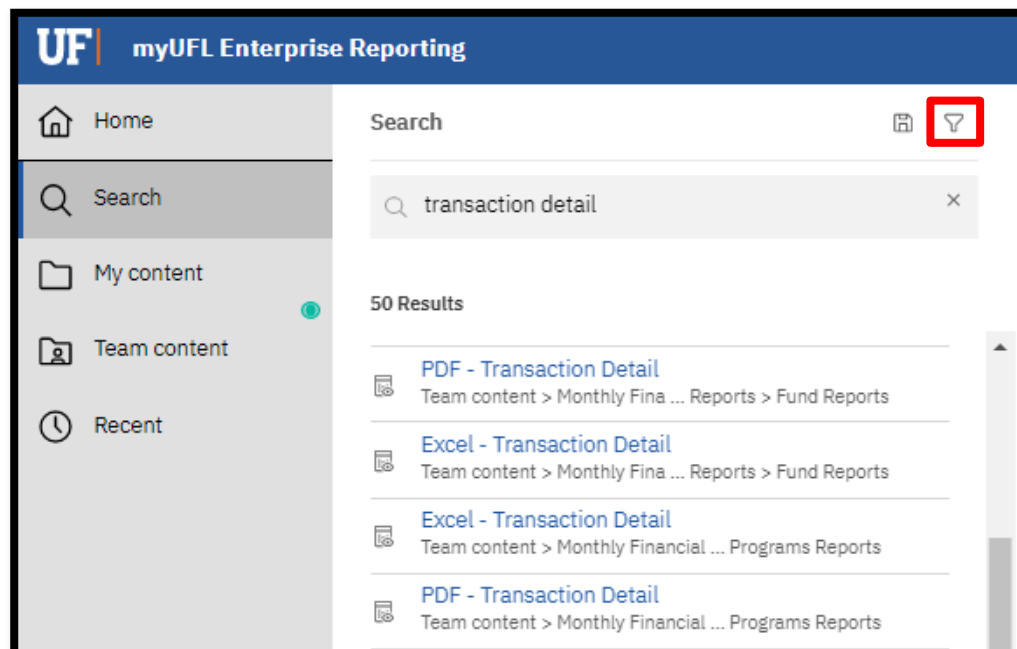 UF myUFL Enterprise Reporting
Home
Search
My content
Team content
Recent
Search
transaction detail
50 Results
PDF - Transaction Detail
Team content > Monthly Fina ... Reports > Fund Reports
Excel - Transaction Detail
Team content > Monthly Fina ... Reports > Fund Reports
Excel - Transaction Detail
Team content > Monthly Financial ... Programs Reports
PDF - Transaction Detail
Team content > Monthly Financial ... Programs Reports